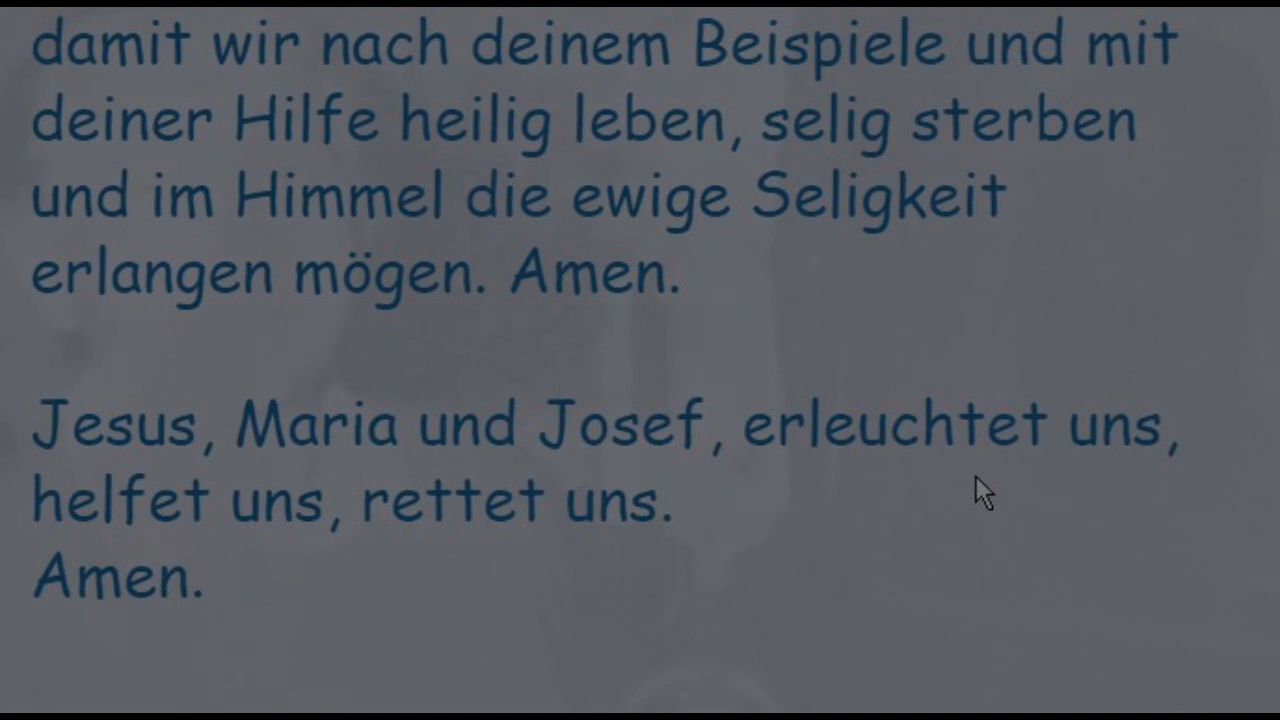 damit wir nach deinem Beispiele und mit
deiner Hilfe heilig leben, selig sterben
und im Himmel die ewige Seligkeit
erlangen mögen. Amen.
Jesus, Maria und Josef, erleuchtet uns,
helfet uns, rettet uns.
Amen.